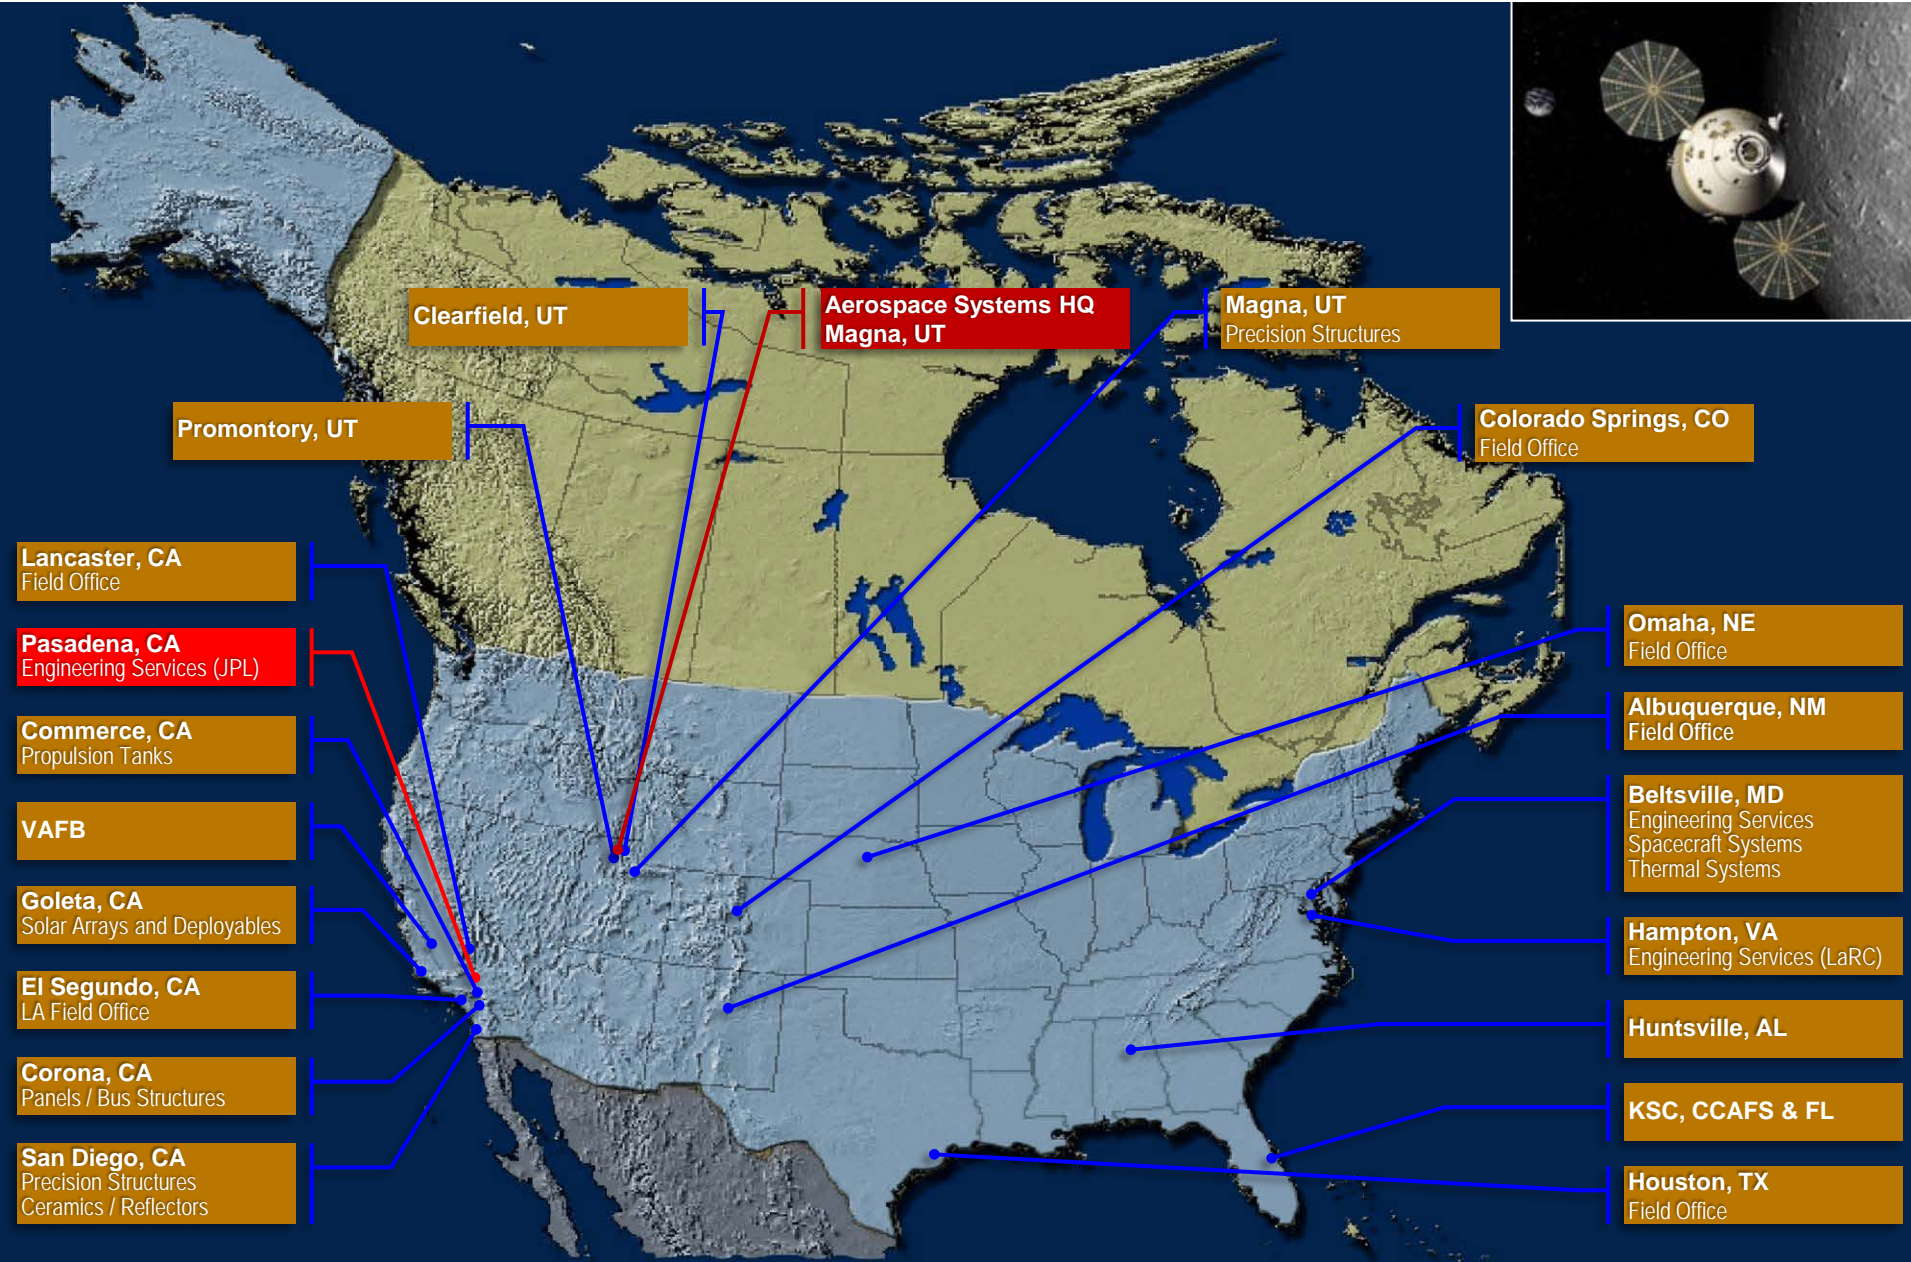 Clearfield, UT
Aerospace Systems HQ
Magna, UT
Magna, UT
Precision Structures
Promontory, UT
Colorado Springs, CO
Field Office
Lancaster, CA
Field Office
Pasadena, CA
Engineering Services (JPL)
Commerce, CA
Propulsion Tanks
VAFB
Goleta, CA
Solar Arrays and Deployables
El Segundo, CA
LA Field Office
Corona, CA
Panels / Bus Structures
San Diego, CA
Precision Structures
Ceramics / Reflectors
Omaha, NE
Field Office
Albuquerque, NM
Field Office
Beltsville, MD
Engineering Services
Spacecraft Systems
Thermal Systems
Hampton, VA
Engineering Services (LaRC)
Huntsville, AL
KSC, CCAFS & FL
Houston, TX
Field Office